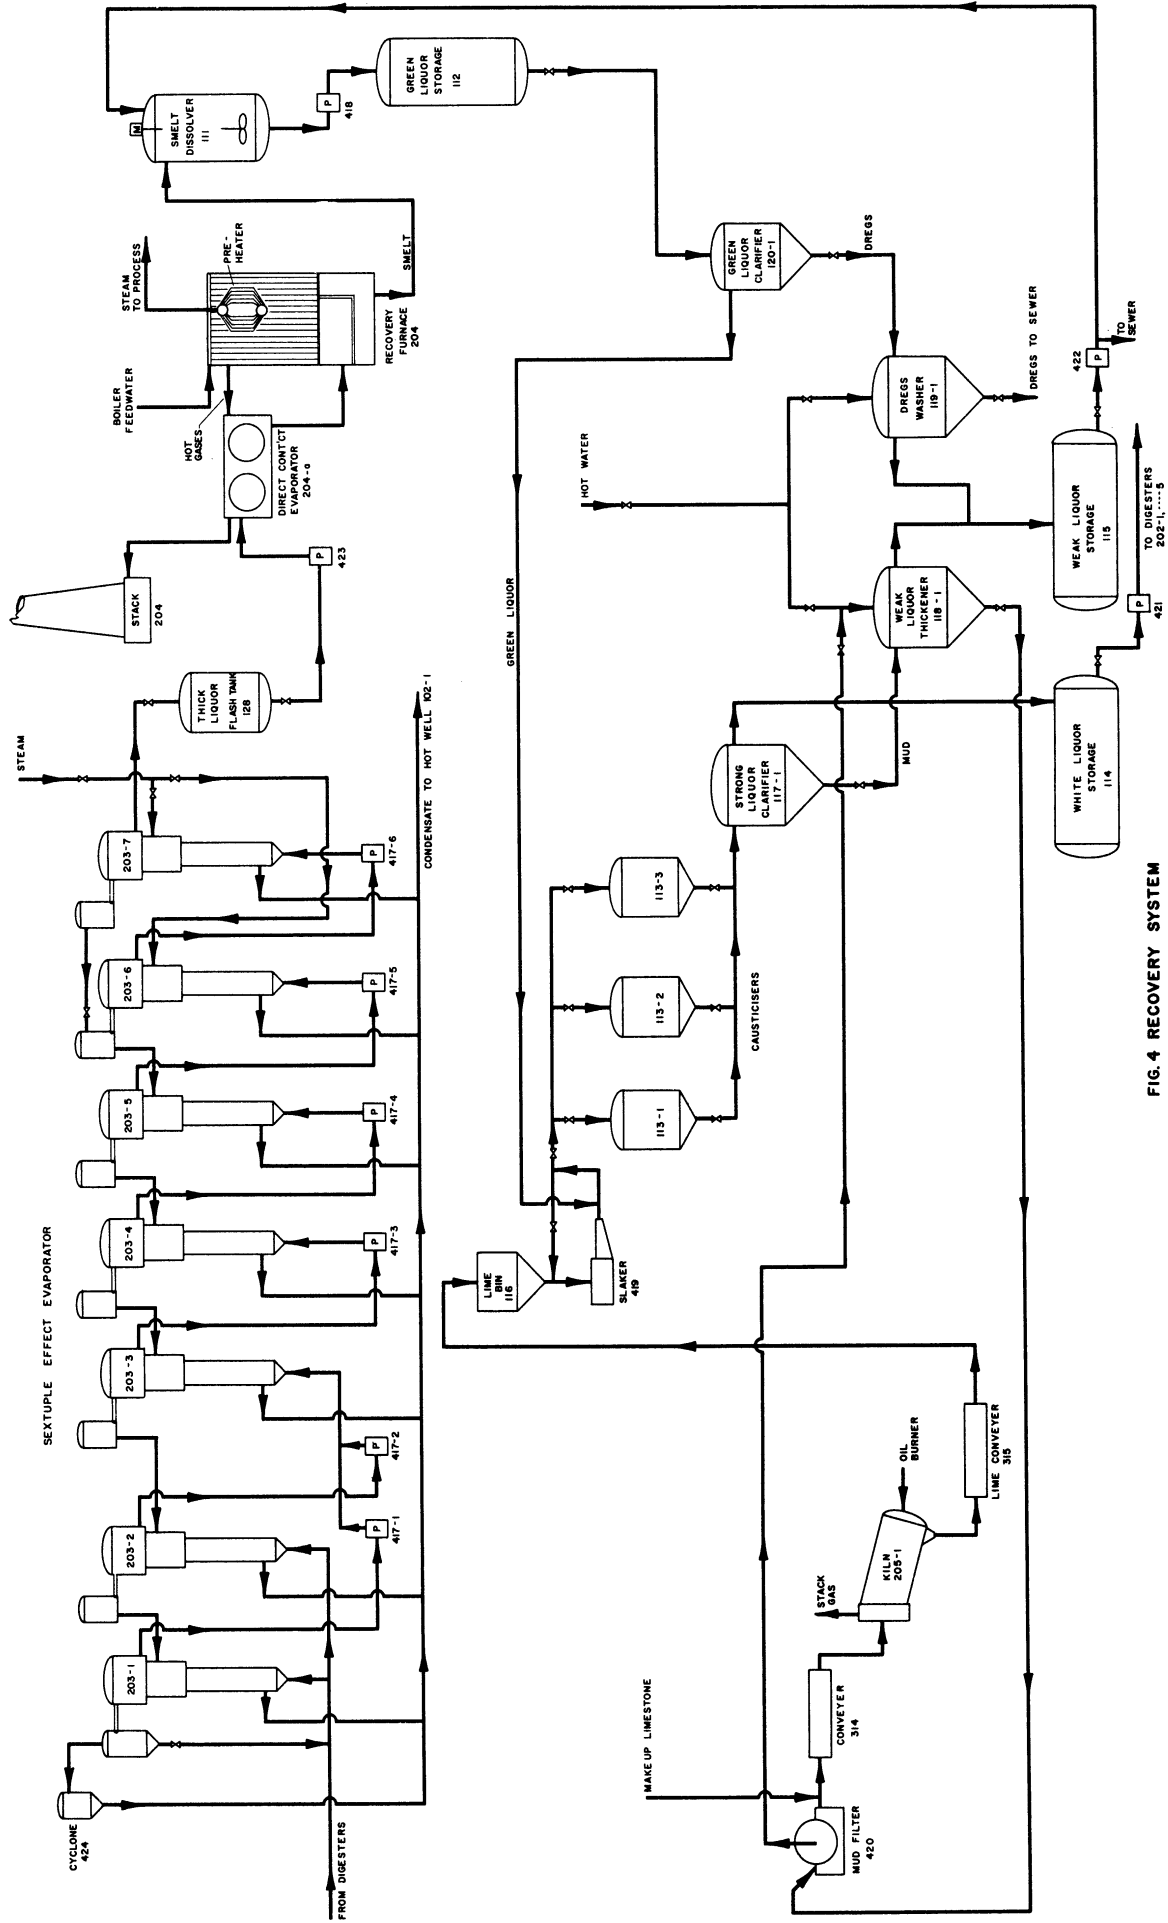 SEXTUPLE EFFECT EVAPORATOR
CYCLONE
424
FROM DIGESTERS
203-1
203-2
203-3
203-4
203-5
203-6
203-7
P
417-1
P
417-2
P
417-3
P
417-4
P
417-5
P
417-6
CONDENSATE TO HOT WELL 102-1
STEAM
THICK
LIQUOR
FLASH TANK
128
STACK
204
P
423
HOT
GASES
DIRECT CONT'CT
EVAPORATOR
204-a
BOILER
FEEDWATER
STEAM
TO PROCESS
PRE-
HEATER
RECOVERY
FURNACE
204
SMELT
M
SMELT
DISSOLVER
111
P
418
GREEN
LIQUOR
STORAGE
112
GREEN LIQUOR
HOT WATER
GREEN
LIQUOR
CLARIFIER
120-1
DREGS
DREGS
WASHER
119-1
DREGS TO SEWER
WEAK
LIQUOR
THICKENER
118-1
STRONG
LIQUOR
CLARIFIER
117-1
MUD
113-1
113-2
113-3
CAUSTICISERS
LIME
BIN
116
SLAKER
419
WEAK LIQUOR
STORAGE
115
P
422
TO
SEWER
WHITE LIQUOR
STORAGE
114
P
421
TO DIGESTERS
202-1,----5
MAKE UP LIMESTONE
MUD FILTER
420
CONVEYER
314
STACK
GAS
KILN
205-1
OIL
BURNER
LIME CONVEYER
315
FIG. 4 RECOVERY SYSTEM